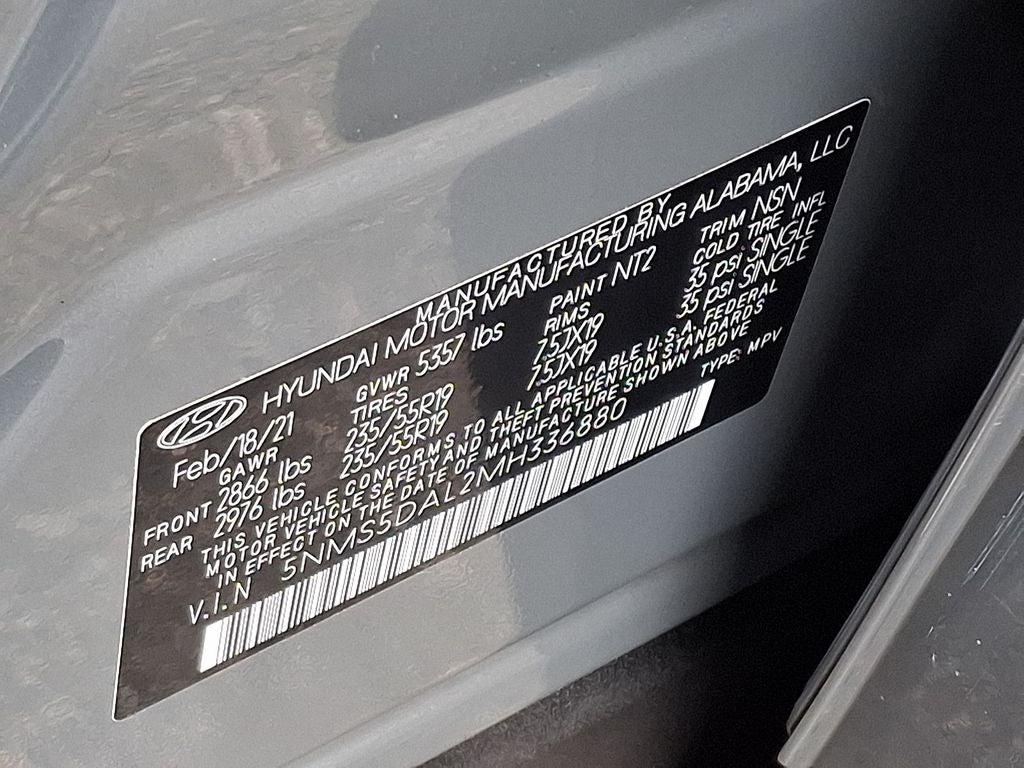 MANUFACTURED BY
HYUNDAI MOTOR MANUFACTURING ALABAMA, LLC
Feb/18/21 GVWR 5357 lbs PAINT NT2 TRIM NSN
GAWR TIRES RIMS COLD TIRE INFL
FRONT 2866 lbs 235/55R19 7.5JX19 35 psi SINGLE
REAR 2976 lbs 235/55R19 7.5JX19 35 psi SINGLE
THIS VEHICLE CONFORMS TO ALL APPLICABLE U.S.A. FEDERAL
MOTOR VEHICLE SAFETY AND THEFT PREVENTION STANDARDS
IN EFFECT ON THE DATE OF MANUFACTURE SHOWN ABOVE
V.I.N 5NMS5DAL2MH336880 TYPE: MPV